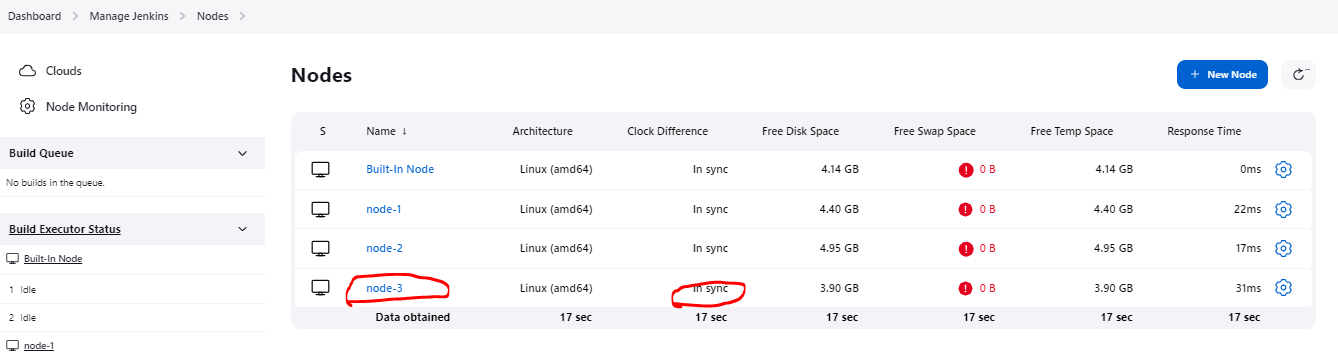 Dashboard > Manage Jenkins > Nodes >
Clouds
Node Monitoring
Build Queue
No builds in the queue.
Build Executor Status
Built-In Node
1 Idle
2 Idle
node-1
Nodes
+ New Node
S Name ↓ Architecture Clock Difference Free Disk Space Free Swap Space Free Temp Space Response Time
Built-In Node Linux (amd64) In sync 4.14 GB ! 0 B 4.14 GB 0ms
node-1 Linux (amd64) In sync 4.40 GB ! 0 B 4.40 GB 22ms
node-2 Linux (amd64) In sync 4.95 GB ! 0 B 4.95 GB 17ms
node-3 Linux (amd64) In sync 3.90 GB ! 0 B 3.90 GB 31ms
Data obtained 17 sec 17 sec 17 sec 17 sec 17 sec 17 sec